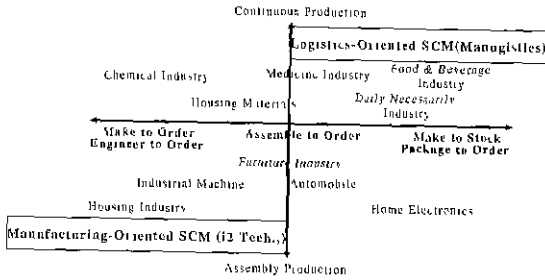 Continuous Production
Logistics-Oriented SCM(Manugistics)
Chemical Industry
Medicine Industry
Food & Beverage
Industry
Housing Materials
Daily Necessarily
Industry
Make to Order
Engineer to Order
Assemble to Order
Make to Stock
Package to Order
Furniture Industry
Industrial Machine
Automobile
Housing Industry
Home Electronics
Manufacturing-Oriented SCM (i2 Tech.,)
Assembly Production